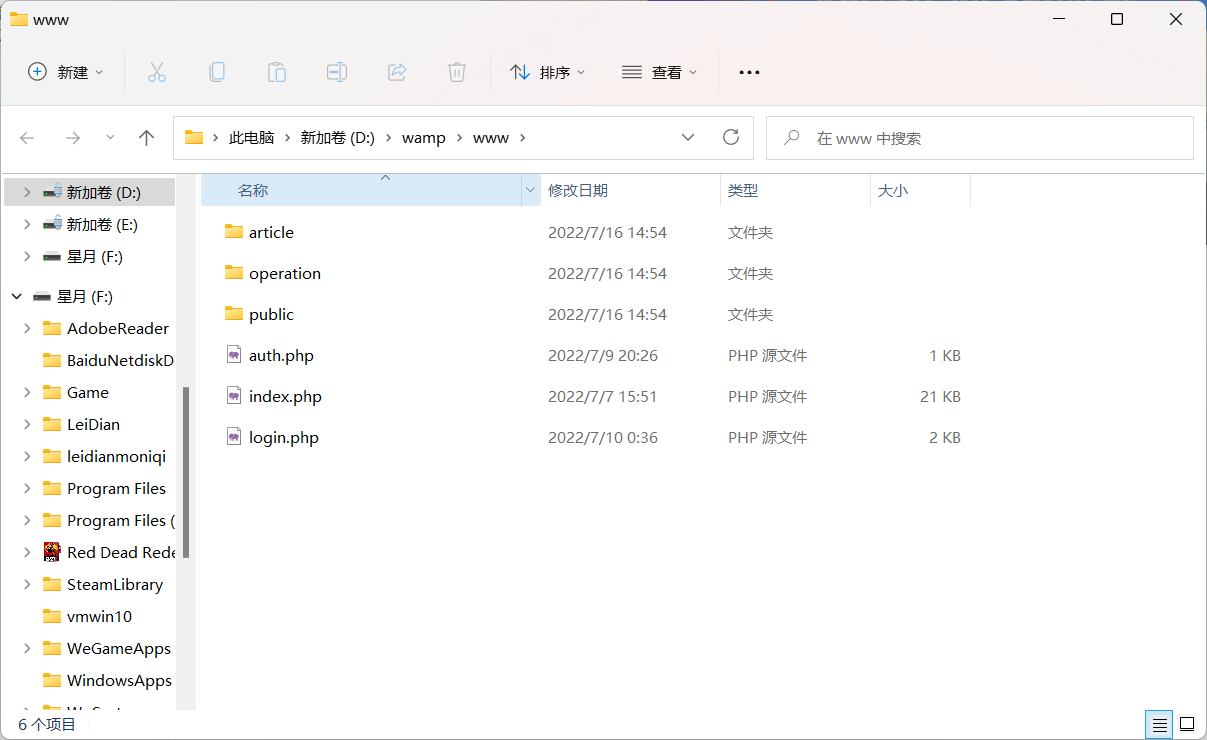 www
新建
排序
查看
此电脑 新加卷 (D:) wamp www
在 www 中搜索
新加卷 (D:)
新加卷 (E:)
星月 (F:)
星月 (F:)
AdobeReader
BaiduNetdiskD
Game
LeiDian
leidianmoniqi
Program Files
Program Files (
Red Dead Rede
SteamLibrary
vmwin10
WeGameApps
WindowsApps
名称 修改日期 类型 大小
article 2022/7/16 14:54 文件夹
operation 2022/7/16 14:54 文件夹
public 2022/7/16 14:54 文件夹
auth.php 2022/7/9 20:26 PHP 源文件 1 KB
index.php 2022/7/7 15:51 PHP 源文件 21 KB
login.php 2022/7/10 0:36 PHP 源文件 2 KB
6 个项目